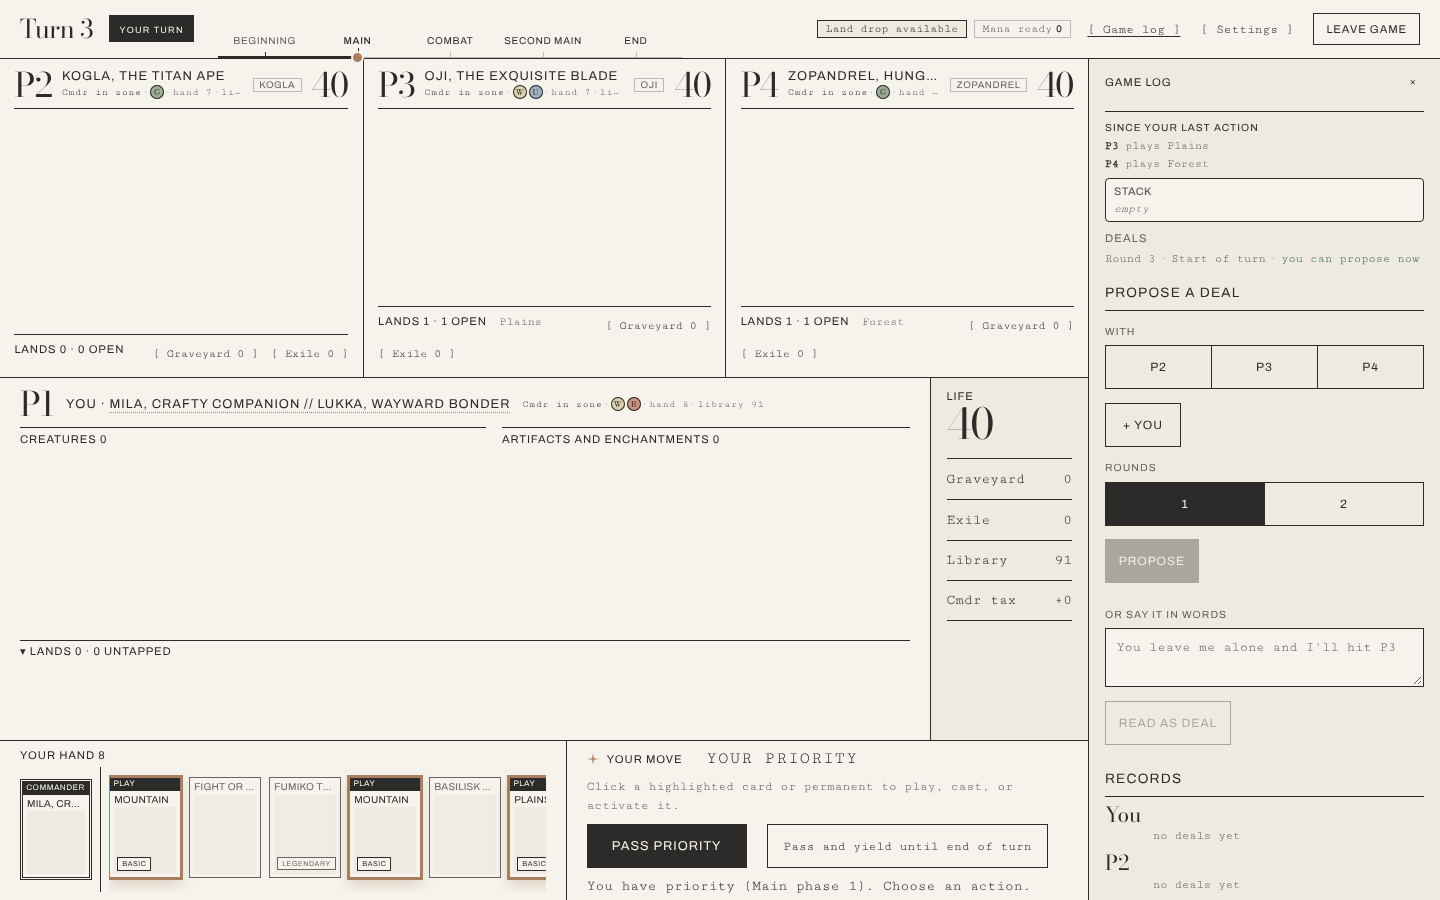 Turn 3 YOUR TURN BEGINNING MAIN COMBAT SECOND MAIN END Land drop available Mana ready 0 [ Game log ] [ Settings ] LEAVE GAME
P2 KOGLA, THE TITAN APE
Cmdr in zone · G · hand 7 · li… KOGLA 40
LANDS 0 · 0 OPEN [ Graveyard 0 ] [ Exile 0 ]
P3 OJI, THE EXQUISITE BLADE
Cmdr in zone · W U · hand 7 · li… OJI 40
LANDS 1 · 1 OPEN Plains [ Graveyard 0 ]
[ Exile 0 ]
P4 ZOPANDREL, HUNG...
Cmdr in zone · G · hand … ZOPANDREL 40
LANDS 1 · 1 OPEN Forest [ Graveyard 0 ]
[ Exile 0 ]
P1 YOU · MILA, CRAFTY COMPANION // LUKKA, WAYWARD BONDER Cmdr in zone · W R · hand 8 · library 91
CREATURES 0 ARTIFACTS AND ENCHANTMENTS 0
▾ LANDS 0 · 0 UNTAPPED
LIFE
40
Graveyard 0
Exile 0
Library 91
Cmdr tax +0
YOUR HAND 8
COMMANDER
MILA, CR...
PLAY
MOUNTAIN
BASIC
FIGHT OR ...
FUMIKO T...
LEGENDARY
PLAY
MOUNTAIN
BASIC
BASILISK ...
PLAY
PLAINS
BASIC
YOUR MOVE YOUR PRIORITY
Click a highlighted card or permanent to play, cast, or
activate it.
PASS PRIORITY Pass and yield until end of turn
You have priority (Main phase 1). Choose an action.
GAME LOG ×
SINCE YOUR LAST ACTION
P3 plays Plains
P4 plays Forest
STACK
empty
DEALS
Round 3 · Start of turn · you can propose now
PROPOSE A DEAL
WITH
P2 P3 P4
+ YOU
ROUNDS
1 2
PROPOSE
OR SAY IT IN WORDS
You leave me alone and I'll hit P3
READ AS DEAL
RECORDS
You
no deals yet
P2
no deals yet